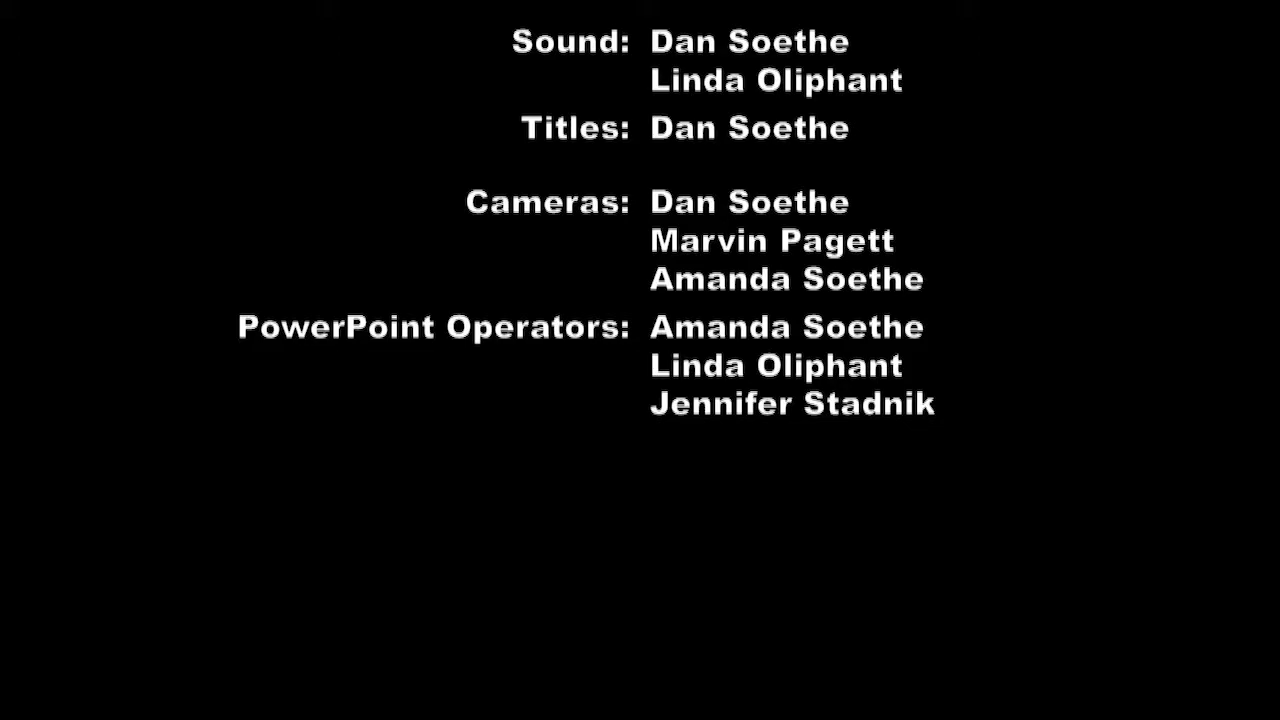 Sound: Dan Soethe
Linda Oliphant
Titles: Dan Soethe
Cameras: Dan Soethe
Marvin Pagett
Amanda Soethe
PowerPoint Operators: Amanda Soethe
Linda Oliphant
Jennifer Stadnik